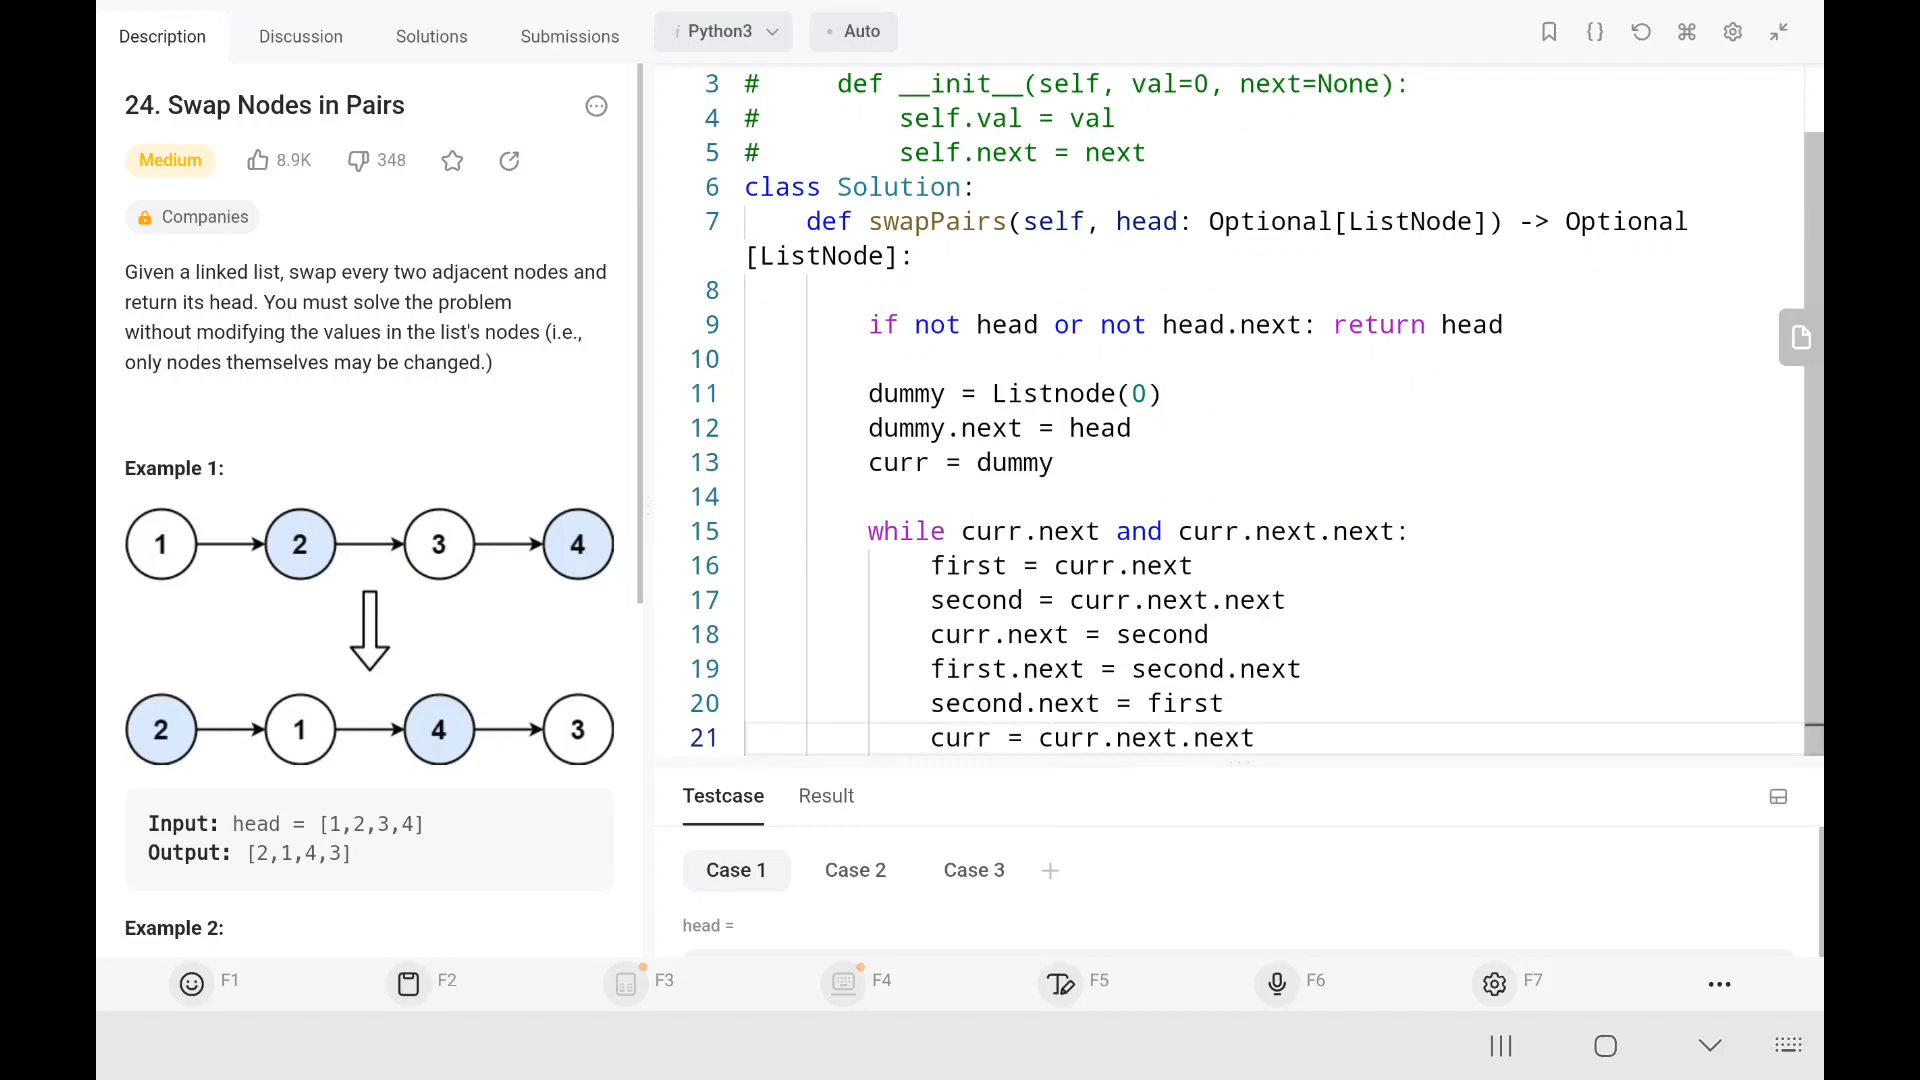 Description Discussion Solutions Submissions
i Python3 Auto
24. Swap Nodes in Pairs
Medium 8.9K 348
Companies
Given a linked list, swap every two adjacent nodes and
return its head. You must solve the problem
without modifying the values in the list's nodes (i.e.,
only nodes themselves may be changed.)
Example 1:
1 2 3 4
2 1 4 3
Input: head = [1,2,3,4]
Output: [2,1,4,3]
Example 2:
3 #     def __init__(self, val=0, next=None):
4 #         self.val = val
5 #         self.next = next
6 class Solution:
7     def swapPairs(self, head: Optional[ListNode]) -> Optional
[ListNode]:
8
9         if not head or not head.next: return head
10
11         dummy = Listnode(0)
12         dummy.next = head
13         curr = dummy
14
15         while curr.next and curr.next.next:
16             first = curr.next
17             second = curr.next.next
18             curr.next = second
19             first.next = second.next
20             second.next = first
21             curr = curr.next.next
Testcase Result
Case 1 Case 2 Case 3 +
head =
F1 F2 F3 F4 F5 F6 F7